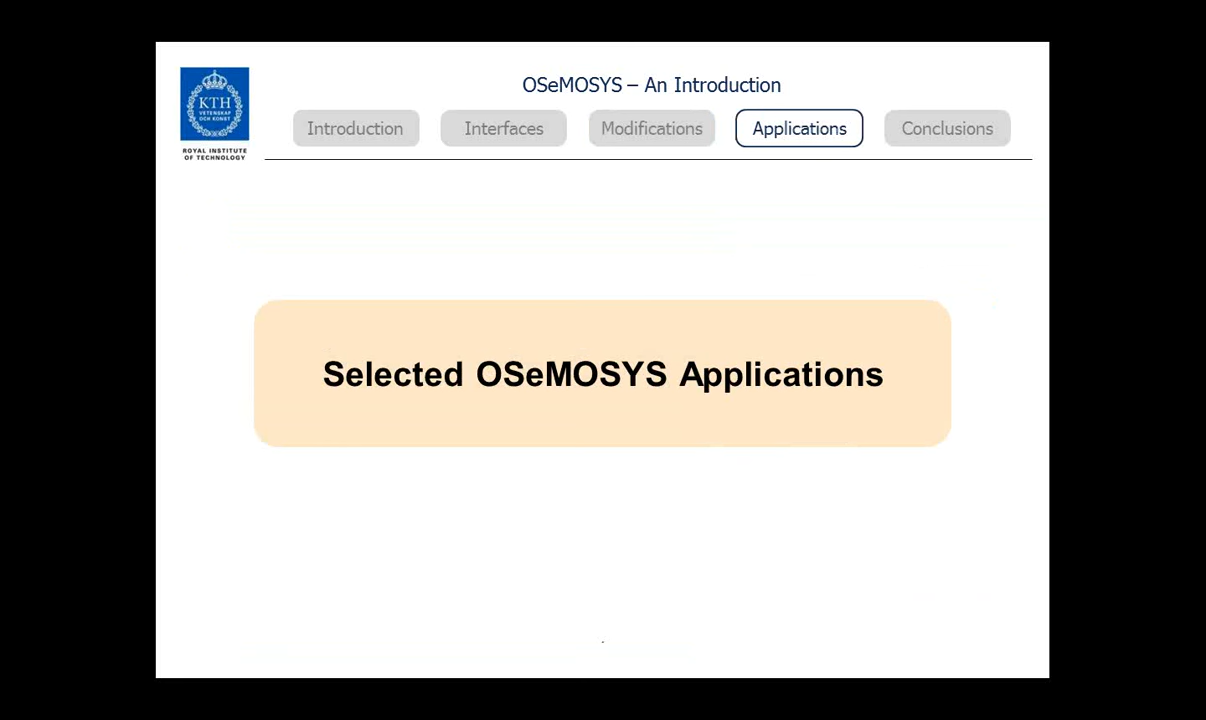 OSeMOSYS – An Introduction
KTH
VETENSKAP
OCH KONST
ROYAL INSTITUTE
OF TECHNOLOGY
Introduction
Interfaces
Modifications
Applications
Conclusions
Selected OSeMOSYS Applications